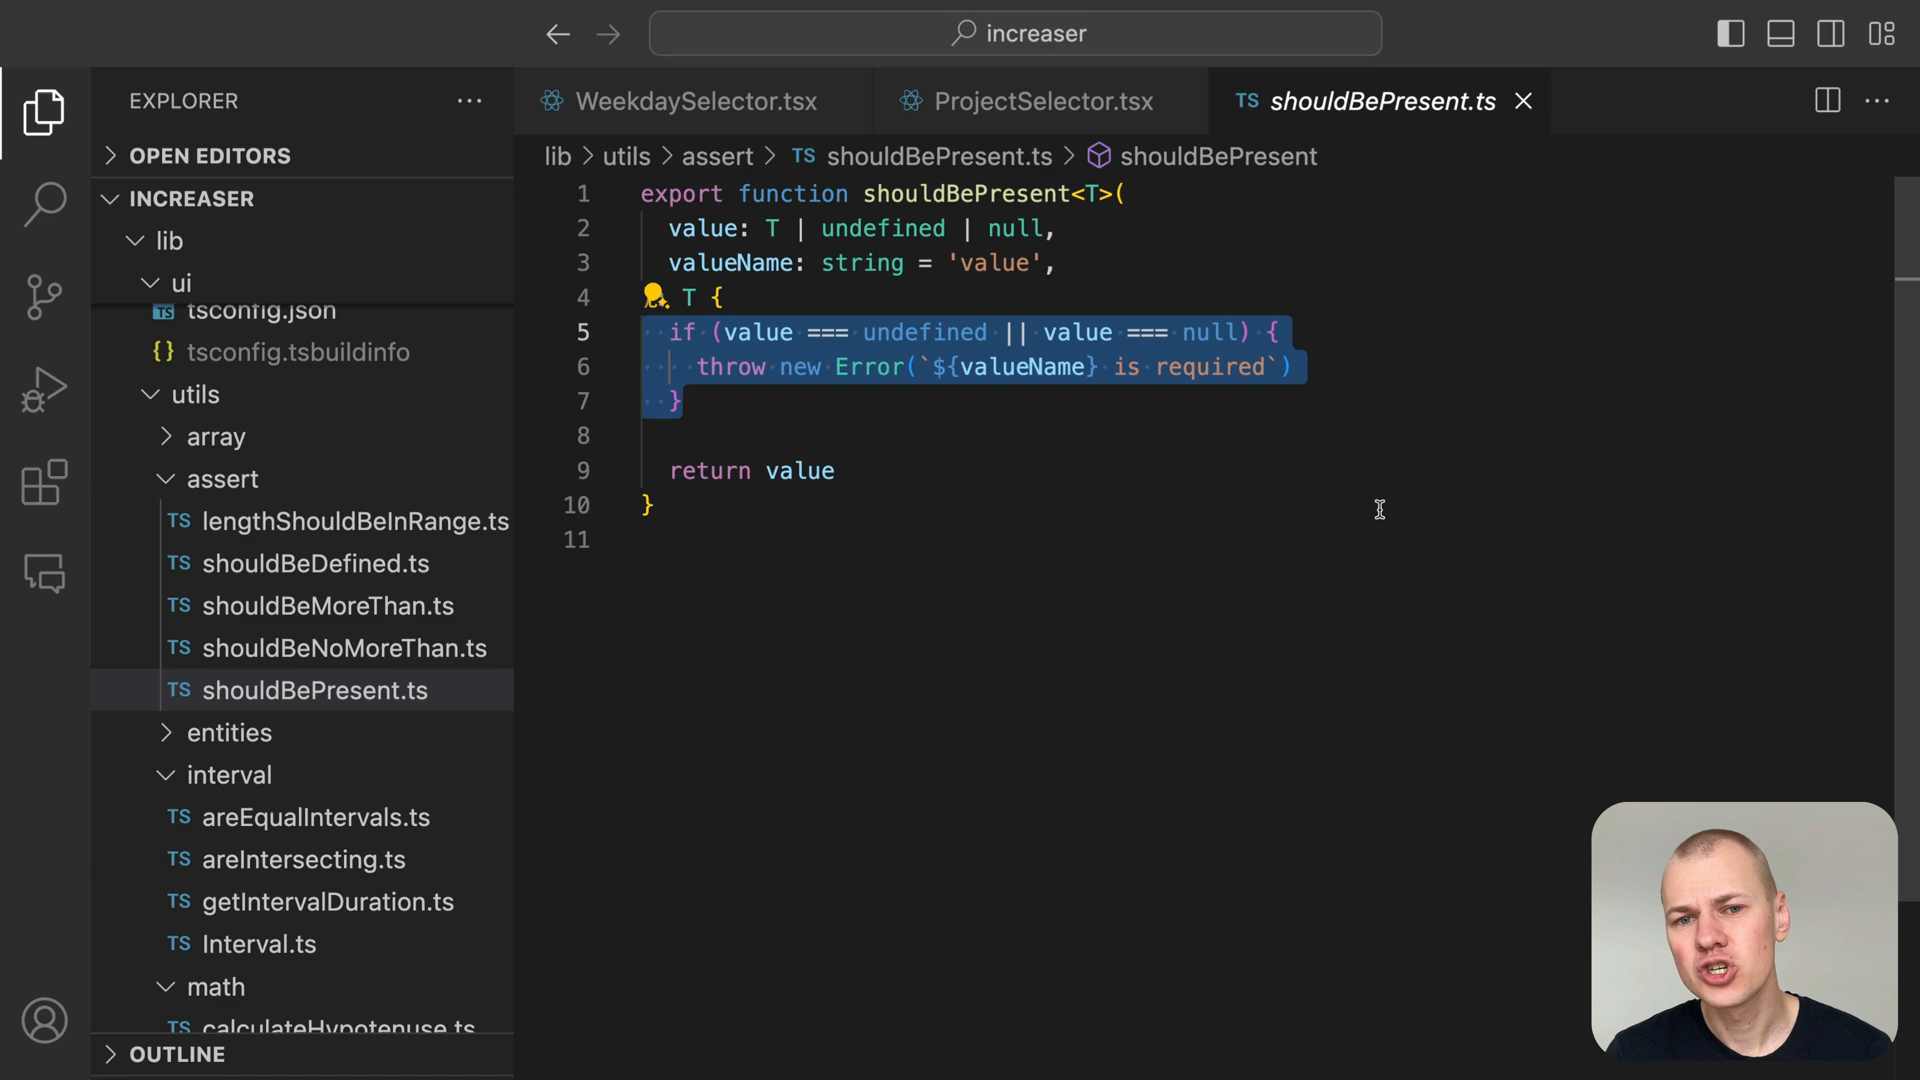 increaser
EXPLORER
OPEN EDITORS
INCREASER
lib
ui
tsconfig.json
{} tsconfig.tsbuildinfo
utils
array
assert
TS lengthShouldBeInRange.ts
TS shouldBeDefined.ts
TS shouldBeMoreThan.ts
TS shouldBeNoMoreThan.ts
TS shouldBePresent.ts
entities
interval
TS areEqualIntervals.ts
TS areIntersecting.ts
TS getIntervalDuration.ts
TS Interval.ts
math
TS calculateHypotenuse.ts
OUTLINE
WeekdaySelector.tsx
ProjectSelector.tsx
TS shouldBePresent.ts
lib > utils > assert > TS shouldBePresent.ts > shouldBePresent
1 export function shouldBePresent<T>(
2 value: T | undefined | null,
3 valueName: string = 'value',
4 T {
5 if (value === undefined || value === null) {
6 throw new Error(`${valueName} is required`)
7 }
8
9 return value
10 }
11